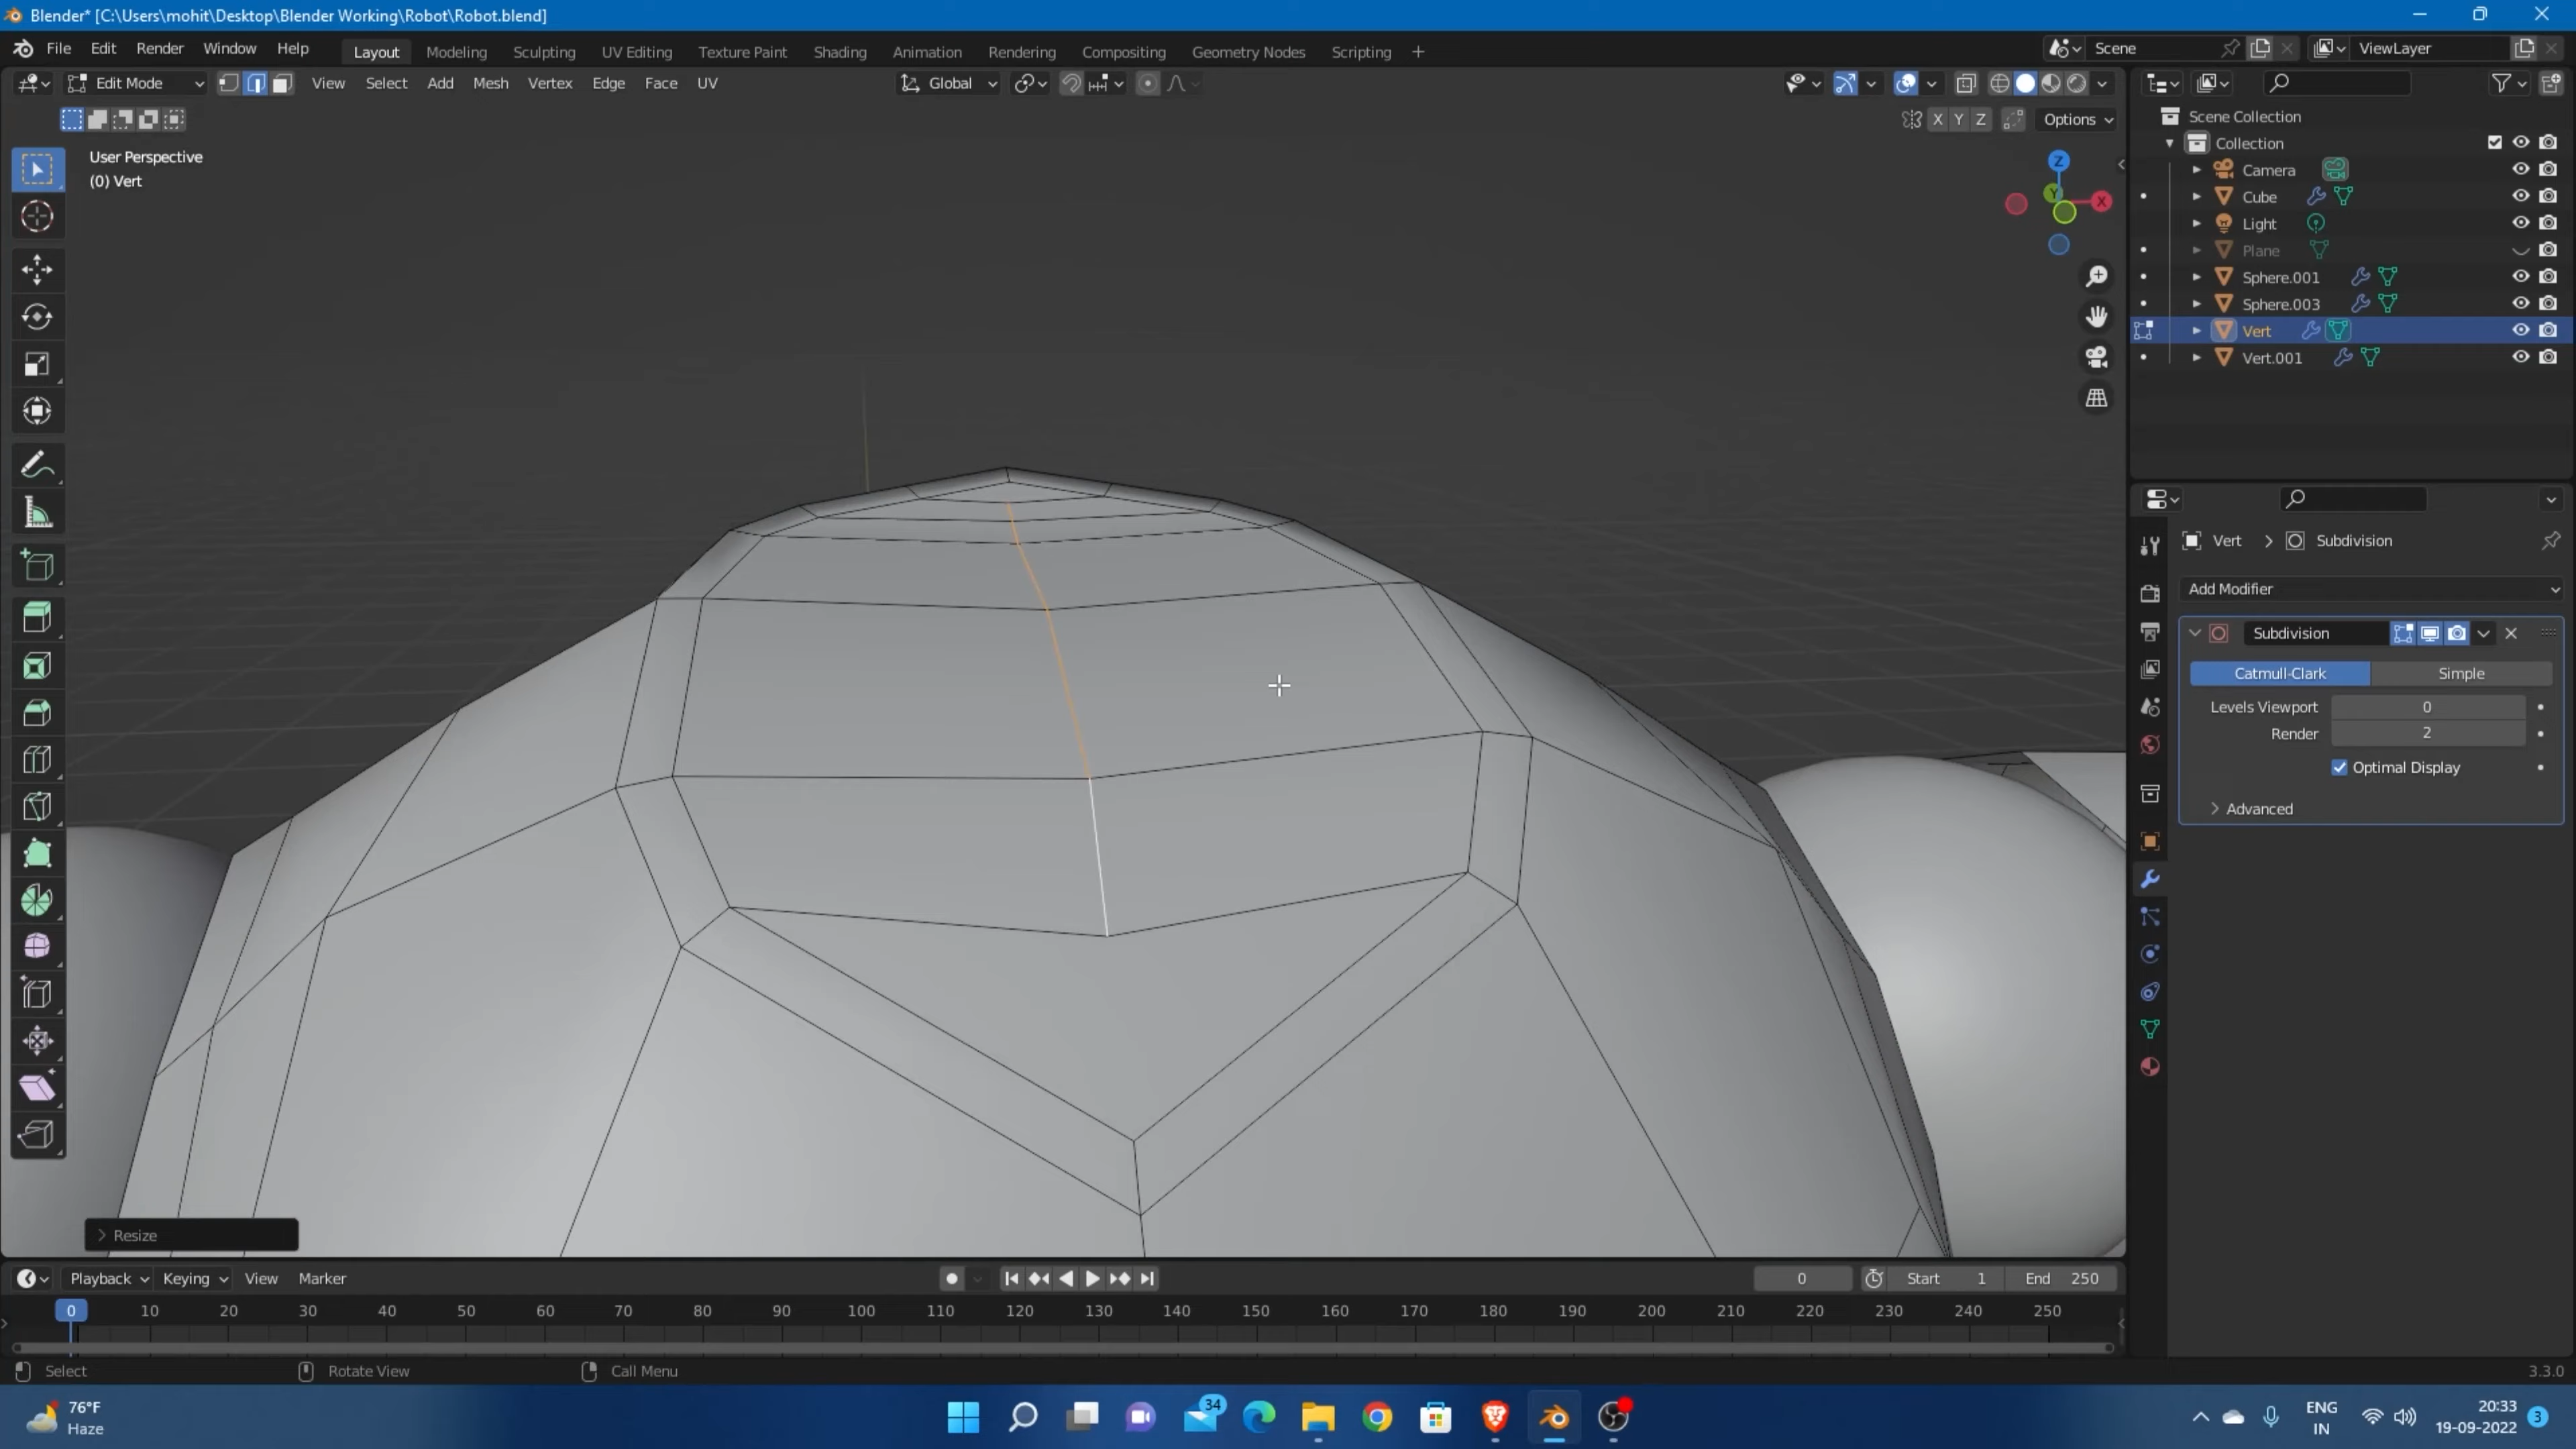 Blender* [C:\Users\mohit\Desktop\Blender Working\Robot\Robot.blend]
File Edit Render Window Help
Layout Modeling Sculpting UV Editing Texture Paint Shading Animation Rendering Compositing Geometry Nodes Scripting +
Scene
ViewLayer
Edit Mode
View Select Add Mesh Vertex Edge Face UV
Global
X Y Z
Options
User Perspective
(0) Vert
Z
Y
X
Scene Collection
Collection
Camera
Cube
Light
Plane
Sphere.001
Sphere.003
Vert
Vert.001
Vert > Subdivision
Add Modifier
Subdivision
Catmull-Clark Simple
Levels Viewport 0
Render 2
Optimal Display
> Advanced
> Resize
Playback Keying View Marker
0
Start 1
End 250
0 10 20 30 40 50 60 70 80 90 100 110 120 130 140 150 160 170 180 190 200 210 220 230 240 250
Select
Rotate View
Call Menu
3.3.0
76°F
Haze
34
ENG
IN
20:33
19-09-2022
3